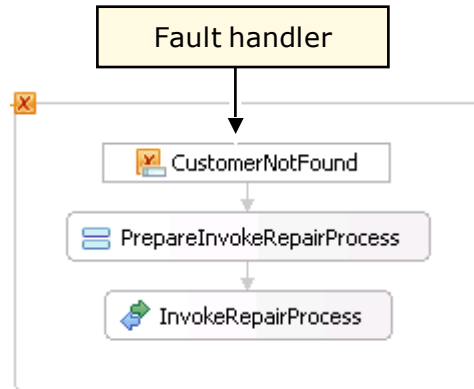 Fault handler
CustomerNotFound
PrepareInvokeRepairProcess
InvokeRepairProcess